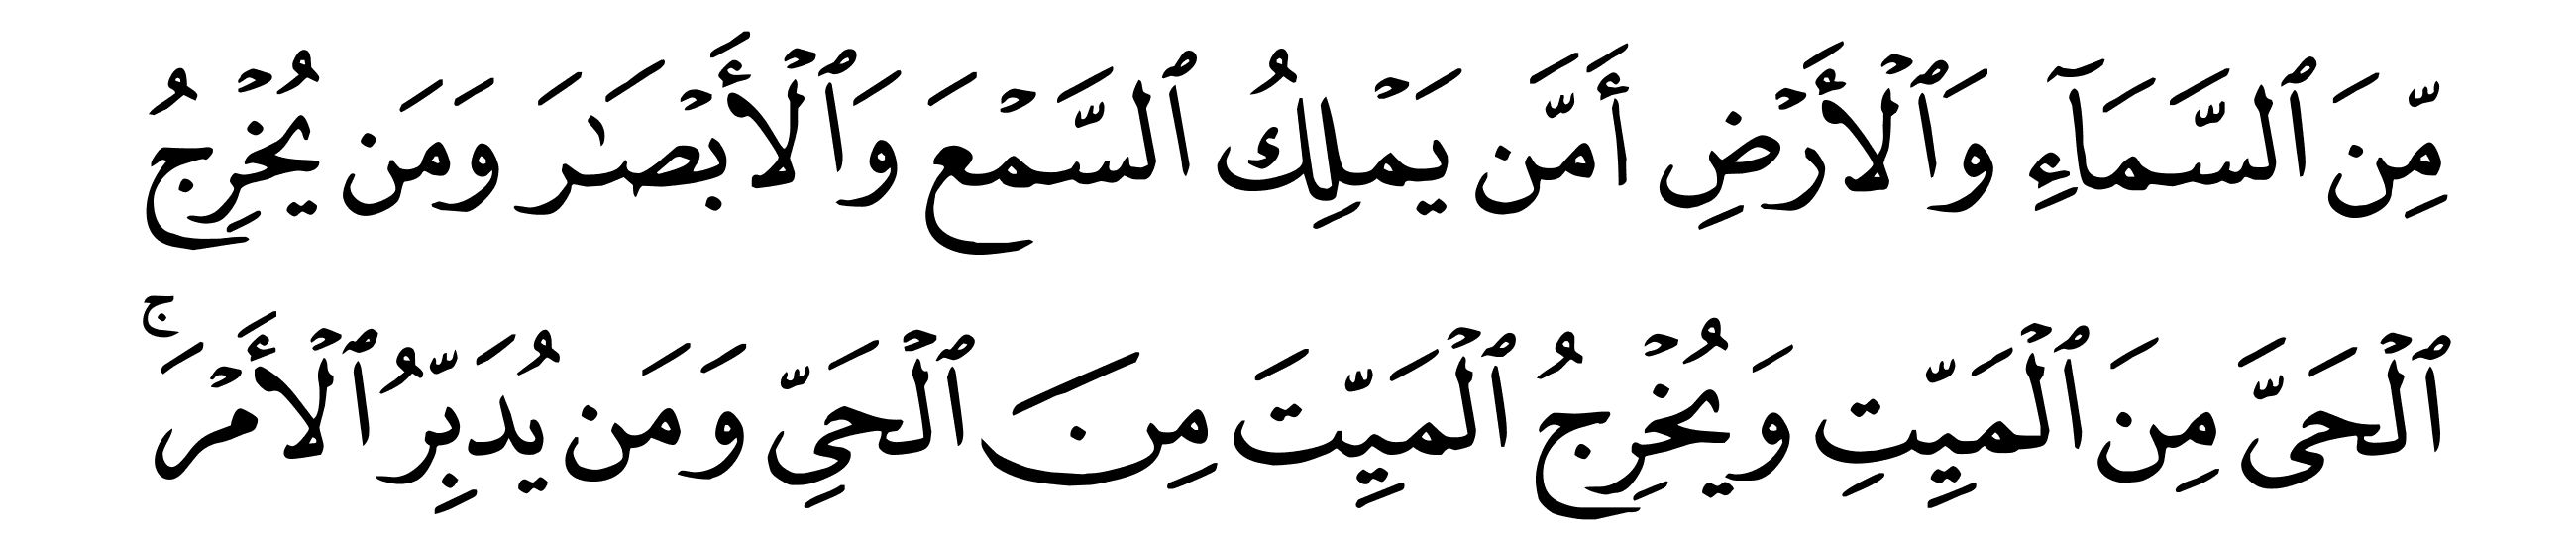 مِّنَ ٱلسَّمَآءِ وَٱلۡأَرۡضِ أَمَّن يَمۡلِكُ ٱلسَّمۡعَ وَٱلۡأَبۡصَٰرَ وَمَن يُخۡرِجُ
ٱلۡحَيَّ مِنَ ٱلۡمَيِّتِ وَيُخۡرِجُ ٱلۡمَيِّتَ مِنَ ٱلۡحَيِّ وَمَن يُدَبِّرُ ٱلۡأَمۡرَۚ